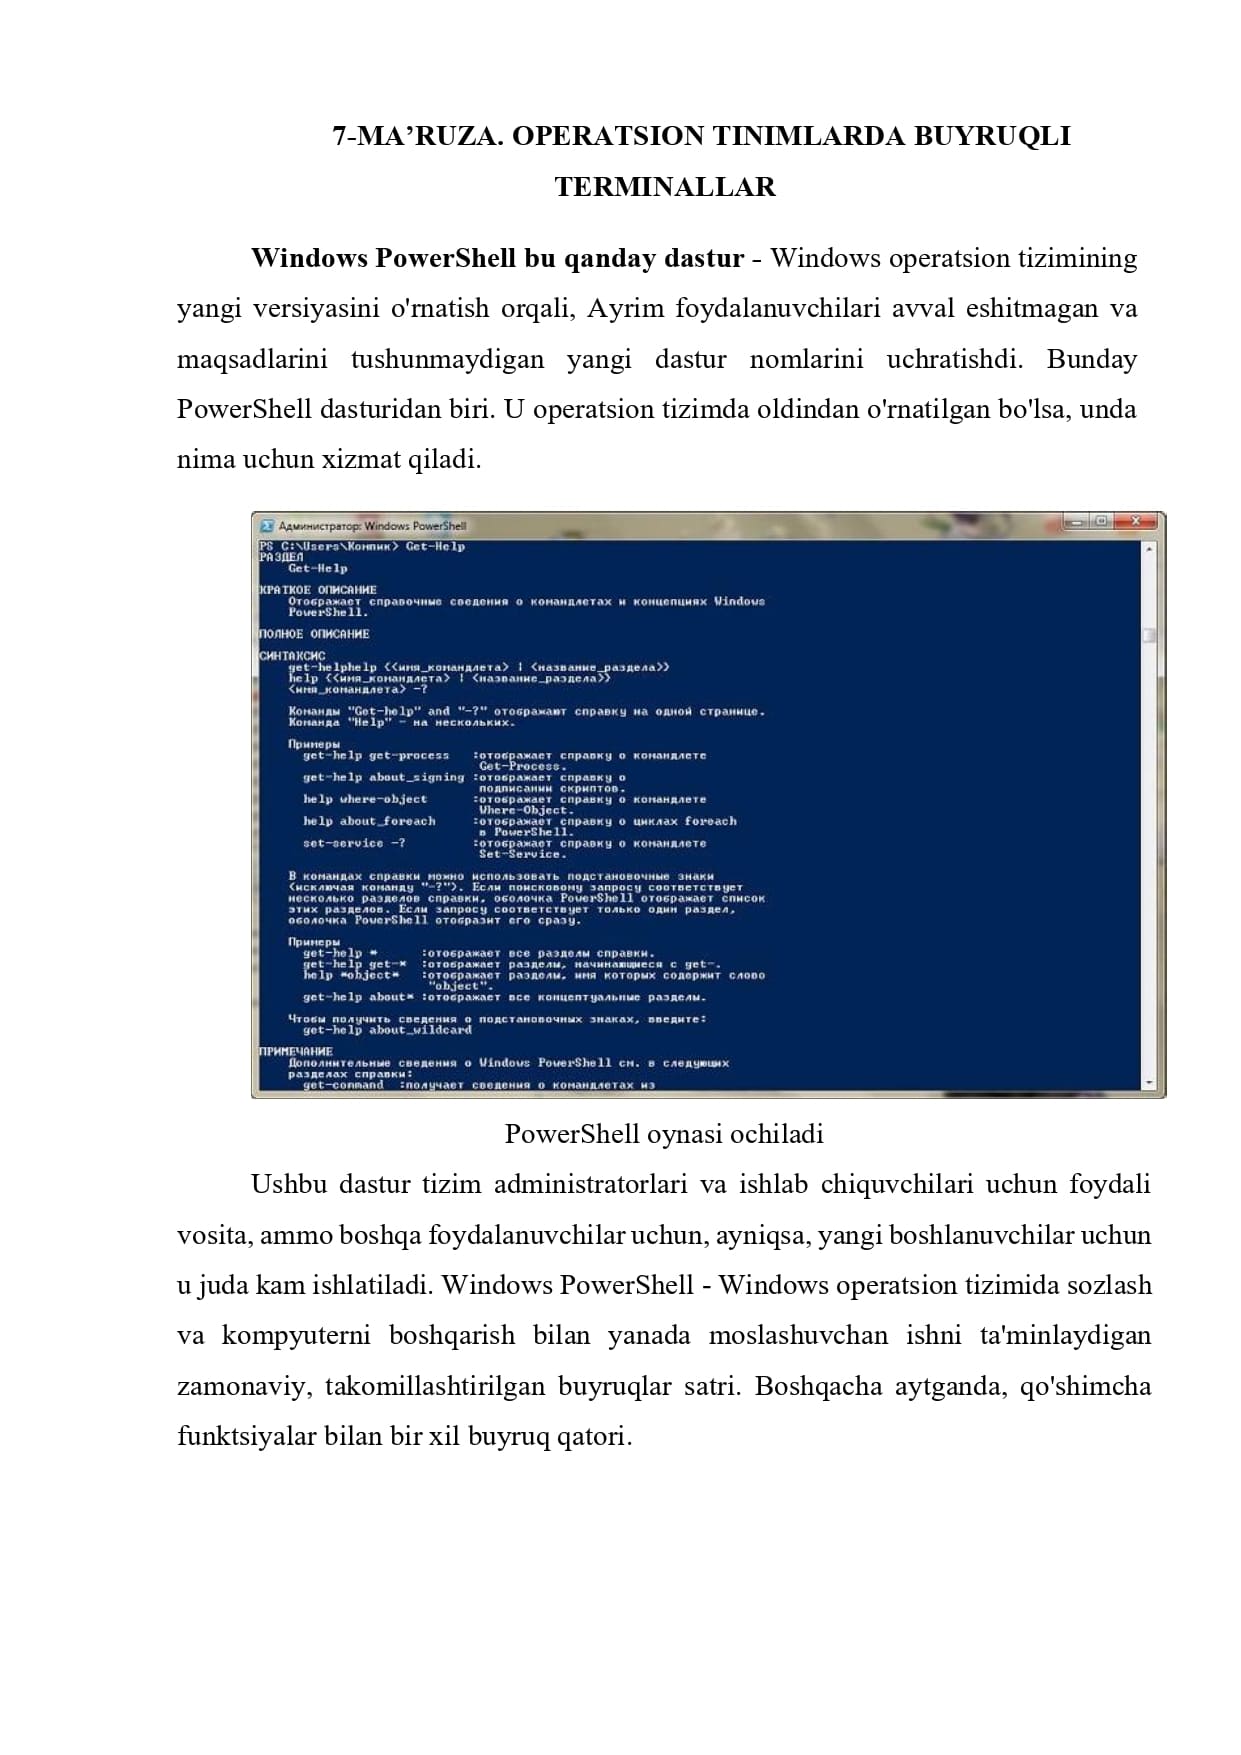 7-MA’RUZA. OPERATSION TINIMLARDA BUYRUQLI
TERMINALLAR
Windows PowerShell bu qanday dastur - Windows operatsion tizimining
yangi versiyasini o'rnatish orqali, Ayrim foydalanuvchilari avval eshitmagan va
maqsadlarini tushunmaydigan yangi dastur nomlarini uchratishdi. Bunday
PowerShell dasturidan biri. U operatsion tizimda oldindan o'rnatilgan bo'lsa, unda
nima uchun xizmat qiladi.
Администратор: Windows PowerShell
PS C:\Users\Компик> Get-Help
РАЗДЕЛ
Get-Help
КРАТКОЕ ОПИСАНИЕ
Отображает справочные сведения о командлетах и концепциях Windows
PowerShell.
ПОЛНОЕ ОПИСАНИЕ
СИНТАКСИС
get-helphelp {<имя_командлета> | <название_раздела>}
help {<имя_командлета> | <название_раздела>}
<имя_командлета> -?
Команды "Get-help" and "-?" отображают справку на одной странице.
Команда "Help" - на нескольких.
Примеры
get-help get-process :отображает справку о командлете
Get-Process.
get-help about_signing :отображает справку о
подписании скриптов.
help where-object :отображает справку о командлете
Where-Object.
help about_foreach :отображает справку о циклах foreach
в PowerShell.
set-service -? :отображает справку о командлете
Set-Service.
В командах справки можно использовать подстановочные знаки
(исключая команду "-?"). Если поисковому запросу соответствует
несколько разделов справки, оболочка PowerShell отображает список
этих разделов. Если запросу соответствует только один раздел,
оболочка PowerShell отобразит его сразу.
Примеры
get-help * :отображает все разделы справки.
get-help get-* :отображает разделы, начинающиеся с get-.
help *object* :отображает разделы, имя которых содержит слово
"object".
get-help about* :отображает все концептуальные разделы.
Чтобы получить сведения о подстановочных знаках, введите:
get-help about_wildcard
ПРИМЕЧАНИЕ
Дополнительные сведения о Windows PowerShell см. в следующих
разделах справки:
get-command :получает сведения о командлетах из
PowerShell oynasi ochiladi
Ushbu dastur tizim administratorlari va ishlab chiquvchilari uchun foydali
vosita, ammo boshqa foydalanuvchilar uchun, ayniqsa, yangi boshlanuvchilar uchun
u juda kam ishlatiladi. Windows PowerShell - Windows operatsion tizimida sozlash
va kompyuterni boshqarish bilan yanada moslashuvchan ishni ta'minlaydigan
zamonaviy, takomillashtirilgan buyruqlar satri. Boshqacha aytganda, qo'shimcha
funktsiyalar bilan bir xil buyruq qatori.